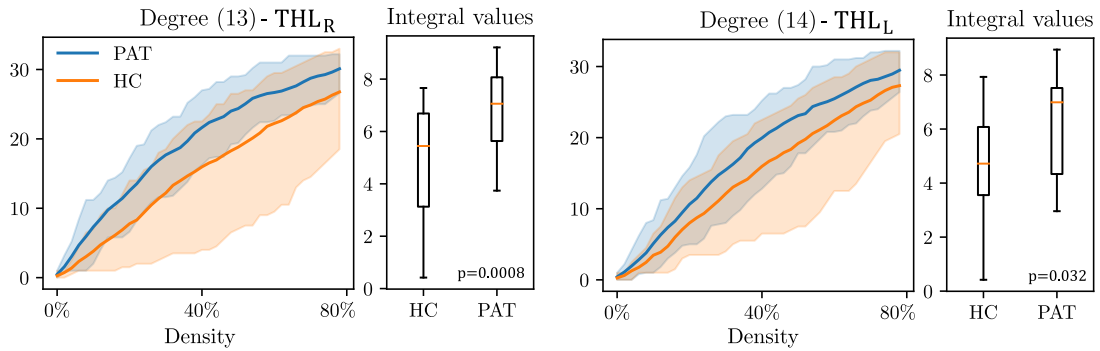 Degree (13) - THL_R
PAT
HC
30
20
10
0
0%
40%
80%
Density
Integral values
8
6
4
2
0
p=0.0008
HC
PAT
Degree (14) - THL_L
30
20
10
0
0%
40%
80%
Density
Integral values
8
6
4
2
0
p=0.032
HC
PAT